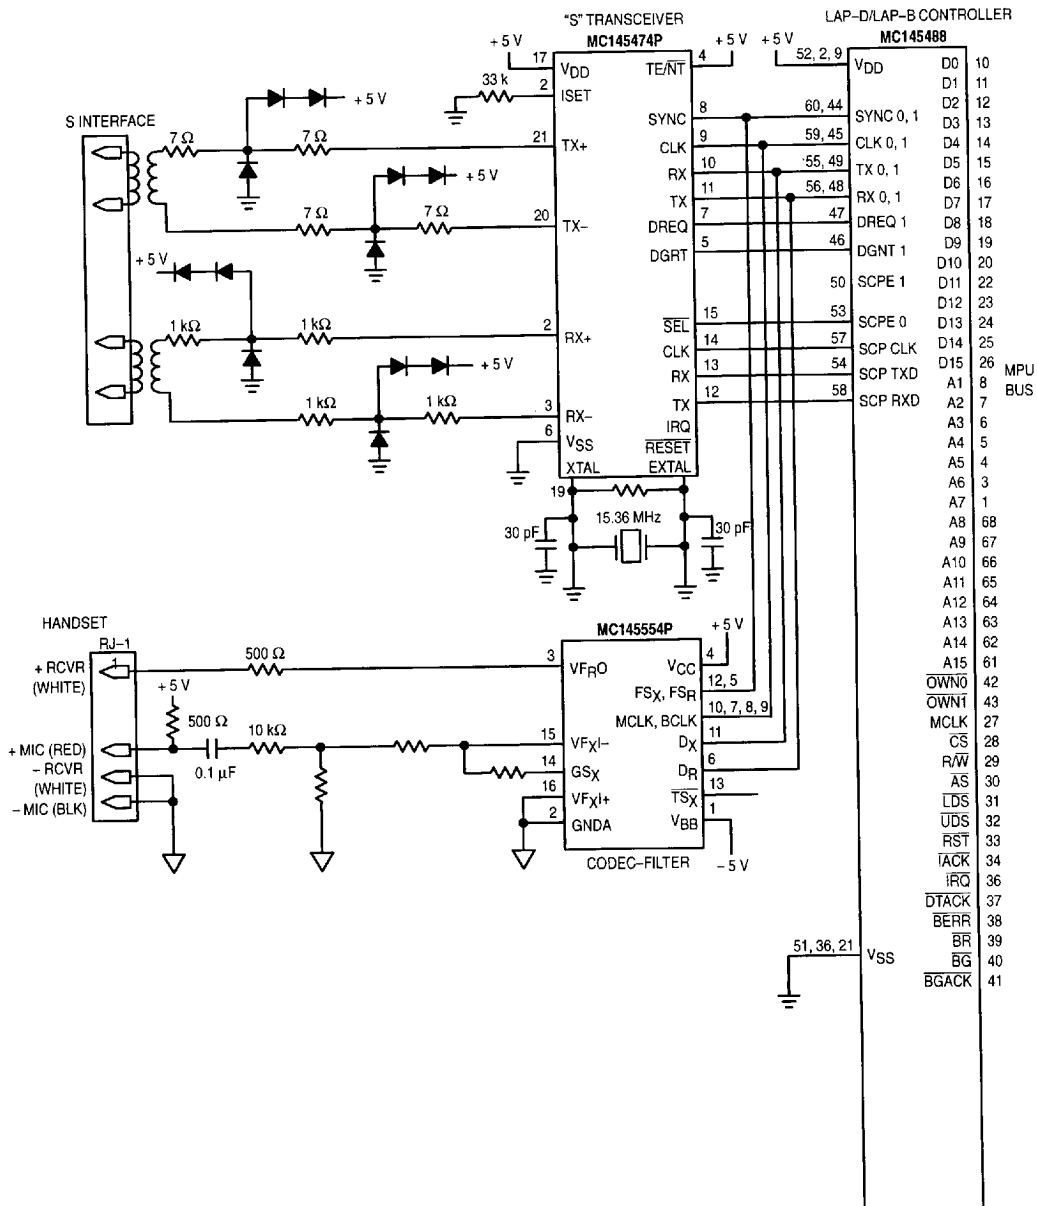 "S" TRANSCEIVER
MC145474P
LAP–D/LAP–B CONTROLLER
MC145488
+ 5 V
17
VDD
TE/NT
4
+ 5 V
+ 5 V
52, 2, 9
VDD
33 k
2
ISET
S INTERFACE
+ 5 V
7 Ω
7 Ω
21
TX+
+ 5 V
7 Ω
7 Ω
20
TX–
+ 5 V
1 kΩ
1 kΩ
2
RX+
+ 5 V
1 kΩ
1 kΩ
3
RX–
6
VSS
SYNC
8
60, 44
SYNC 0, 1
CLK
9
59, 45
CLK 0, 1
RX
10
55, 49
TX 0, 1
TX
11
56, 48
RX 0, 1
DREQ
7
47
DREQ 1
DGRT
5
46
DGNT 1
50
SCPE 1
SEL
15
53
SCPE 0
CLK
14
57
SCP CLK
RX
13
54
SCP TXD
TX
12
58
SCP RXD
IRQ
RESET
XTAL
EXTAL
19
30 pF
15.36 MHz
30 pF
D0 10
D1 11
D2 12
D3 13
D4 14
D5 15
D6 16
D7 17
D8 18
D9 19
D10 20
D11 22
D12 23
D13 24
D14 25
D15 26
MPU
BUS
A1 8
A2 7
A3 6
A4 5
A5 4
A6 3
A7 1
A8 68
A9 67
A10 66
A11 65
A12 64
A13 63
A14 62
A15 61
OWN0 42
OWN1 43
MCLK 27
CS 28
R/W 29
AS 30
LDS 31
UDS 32
RST 33
IACK 34
IRQ 36
DTACK 37
BERR 38
BR 39
BG 40
BGACK 41
51, 36, 21
VSS
HANDSET
RJ–1
1
+ RCVR
(WHITE)
500 Ω
+ 5 V
500 Ω
+ MIC (RED)
0.1 µF
10 kΩ
– RCVR
(WHITE)
– MIC (BLK)
MC145554P
3
VFRO
15
VFXI–
14
GSX
16
VFXI+
2
GNDA
VCC
4
+ 5 V
FSX, FSR
12, 5
MCLK, BCLK
10, 7, 8, 9
DX
11
DR
6
TSX
13
VBB
1
– 5 V
CODEC–FILTER